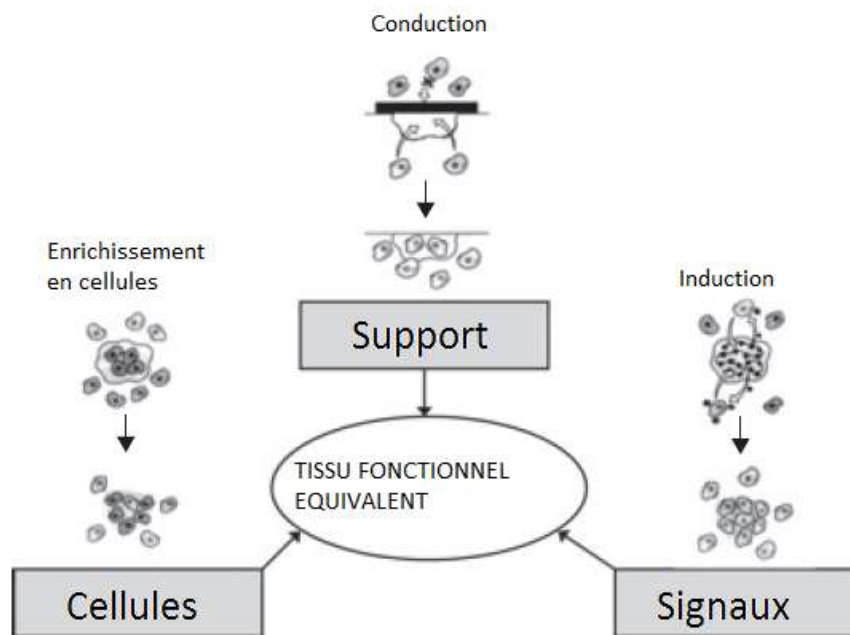 Conduction
Enrichissement
en cellules
Induction
Support
TISSU FONCTIONNEL
EQUIVALENT
Cellules
Signaux